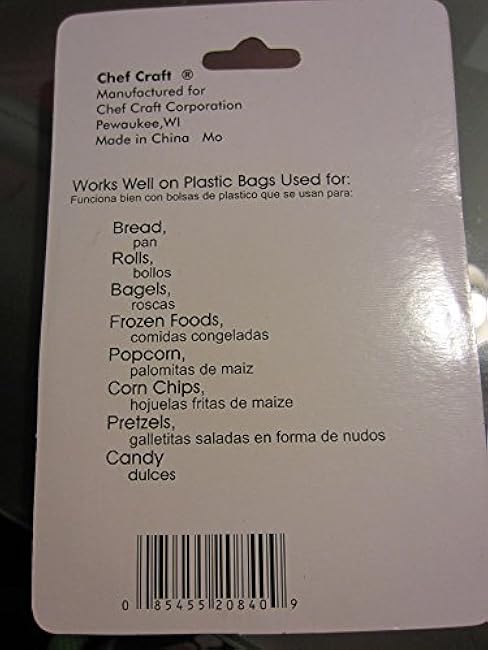 Chef Craft ®
Manufactured for
Chef Craft Corporation
Pewaukee,WI
Made in China Mo
Works Well on Plastic Bags Used for:
Funciona bien con bolsas de plastico que se usan para:
Bread,
pan
Rolls,
bollos
Bagels,
roscas
Frozen Foods,
comidas congeladas
Popcorn,
palomitas de maiz
Corn Chips,
hojuelas fritas de maize
Pretzels,
galletitas saladas en forma de nudos
Candy
dulces
0 85455 20840 9